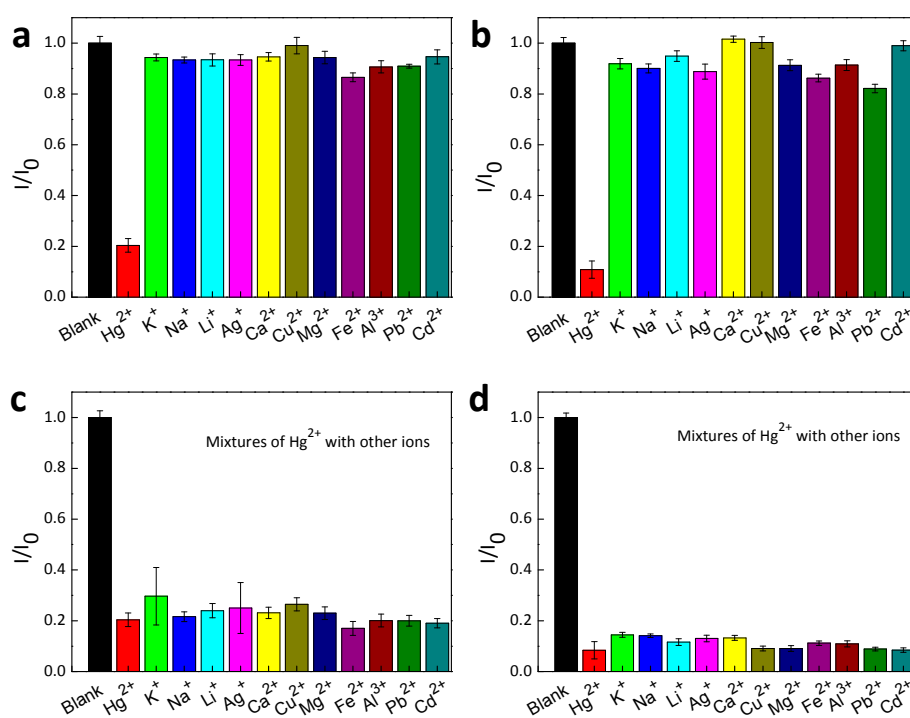 a
I/I0
1.0
0.8
0.6
0.4
0.2
0.0
Blank Hg2+ K+ Na+ Li+ Ag+ Ca2+ Cu2+ Mg2+ Fe2+ Al3+ Pb2+ Cd2+
b
I/I0
1.0
0.8
0.6
0.4
0.2
0.0
Blank Hg2+ K+ Na+ Li+ Ag+ Ca2+ Cu2+ Mg2+ Fe2+ Al3+ Pb2+ Cd2+
c
Mixtures of Hg2+ with other ions
I/I0
1.0
0.8
0.6
0.4
0.2
0.0
Blank Hg2+ K+ Na+ Li+ Ag+ Ca2+ Cu2+ Mg2+ Fe2+ Al3+ Pb2+ Cd2+
d
Mixtures of Hg2+ with other ions
I/I0
1.0
0.8
0.6
0.4
0.2
0.0
Blank Hg2+ K+ Na+ Li+ Ag+ Ca2+ Cu2+ Mg2+ Fe2+ Al3+ Pb2+ Cd2+